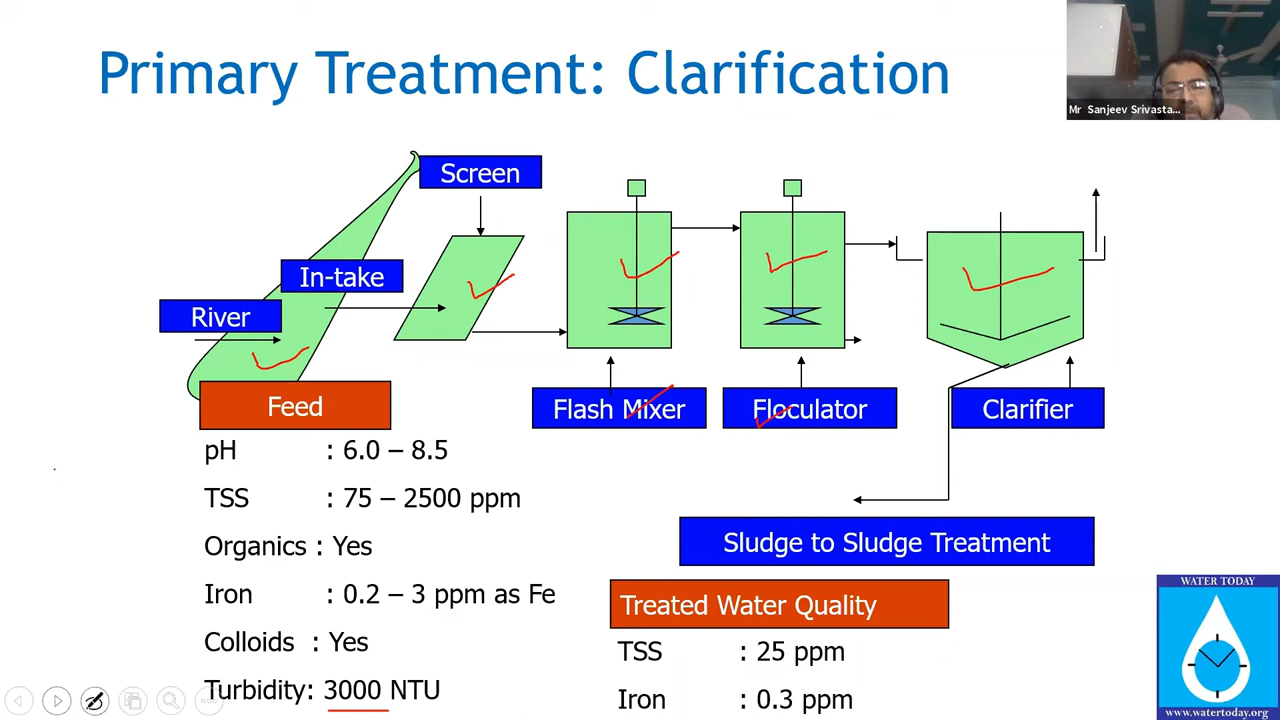 Primary Treatment: Clarification
Mr Sanjeev Srivasta...
Screen
In-take
River
Feed
Flash Mixer
Floculator
Clarifier
pH : 6.0 – 8.5
TSS : 75 – 2500 ppm
Organics : Yes
Iron : 0.2 – 3 ppm as Fe
Colloids : Yes
Turbidity: 3000 NTU
Sludge to Sludge Treatment
Treated Water Quality
TSS : 25 ppm
Iron : 0.3 ppm
WATER TODAY
www.watertoday.org